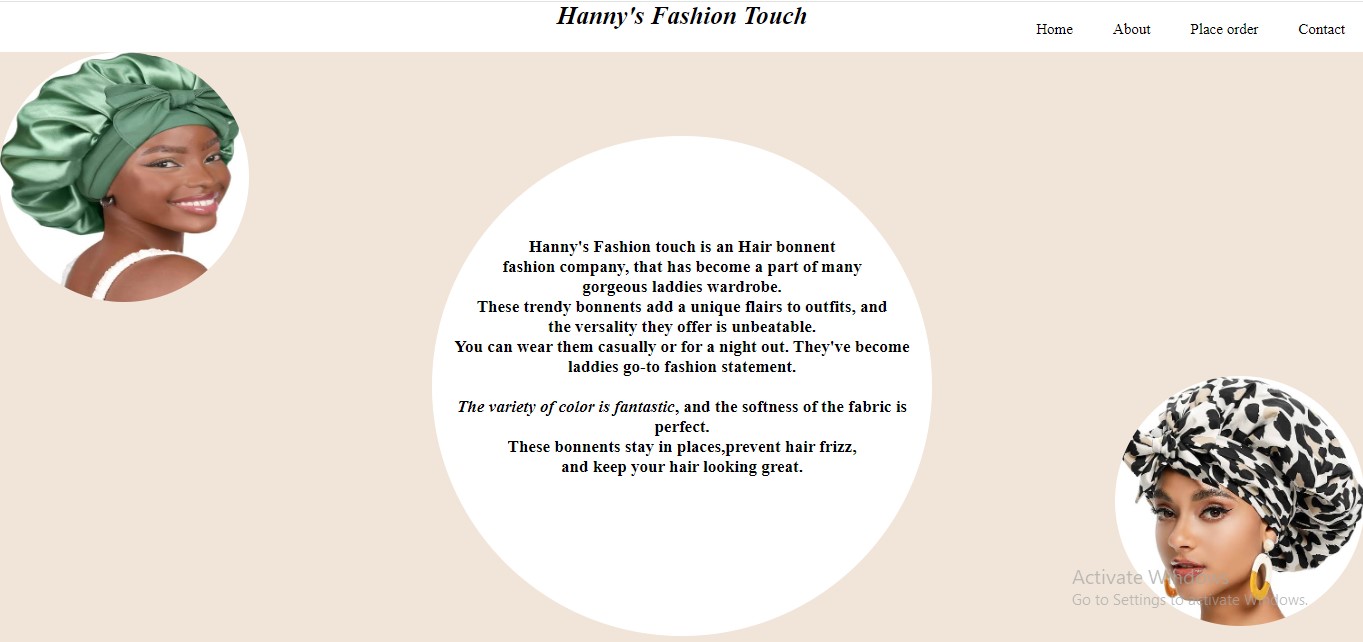 Hanny's Fashion Touch
Home About Place order Contact
Hanny's Fashion touch is an Hair bonnent
fashion company, that has become a part of many
gorgeous laddies wardrobe.
These trendy bonnents add a unique flairs to outfits, and
the versality they offer is unbeatable.
You can wear them casually or for a night out. They've become
laddies go-to fashion statement.
The variety of color is fantastic, and the softness of the fabric is
perfect.
These bonnents stay in places,prevent hair frizz,
and keep your hair looking great.
Activate Windows
Go to Settings to activate Windows.